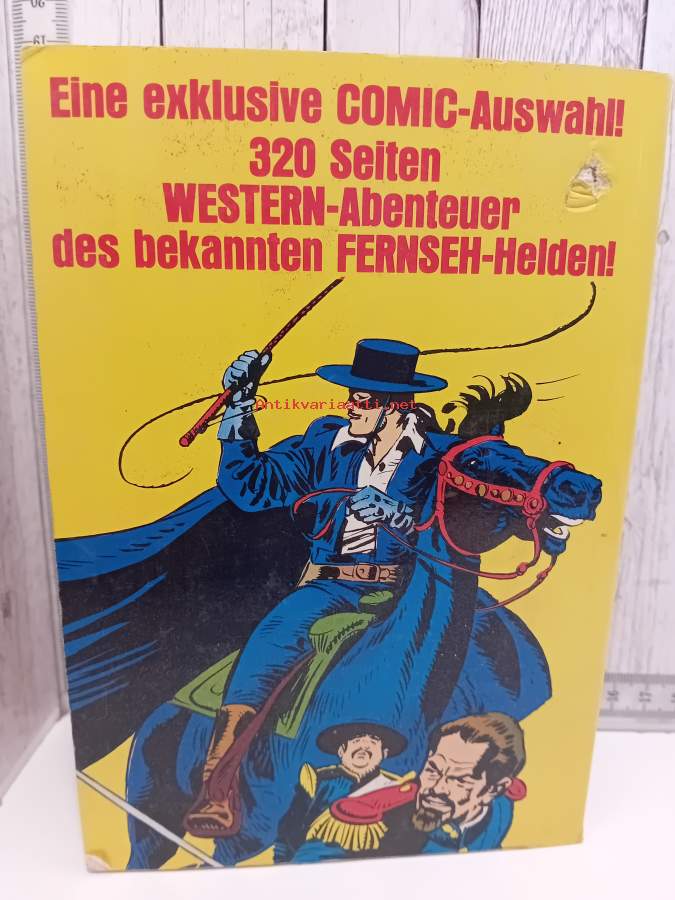 Eine exklusive COMIC-Auswahl!
320 Seiten
WESTERN-Abenteuer
des bekannten FERNSEH-Helden!
Antikvariaatti.net